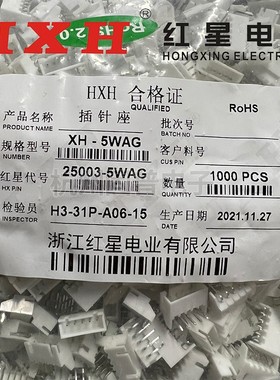 HXH
RoHS2.0
红星电
HONGXING ELECTR
HXH 合格证
QUALIFIED
RoHS
产品名称
NAME
插针座
批次号
BATCH NO
规格型号
NUMBER
XH - 5WAG
客户料号
CUS P/N
红星代号
HX P/N
25003-5WAG
数量
QUANTITY
1000 PCS
检验员
INSPECTOR
H3-31P-A06-15
生产日期
DATE
2021.11.27
浙江红星电业有限公司